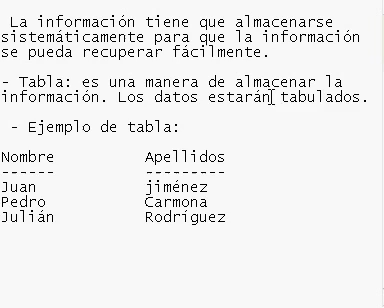 La información tiene que almacenarse
sistemáticamente para que la información
se pueda recuperar fácilmente.
- Tabla: es una manera de almacenar la
información. Los datos estarán tabulados.
- Ejemplo de tabla:
Nombre Apellidos
------ ---------
Juan jiménez
Pedro Carmona
Julián Rodríguez